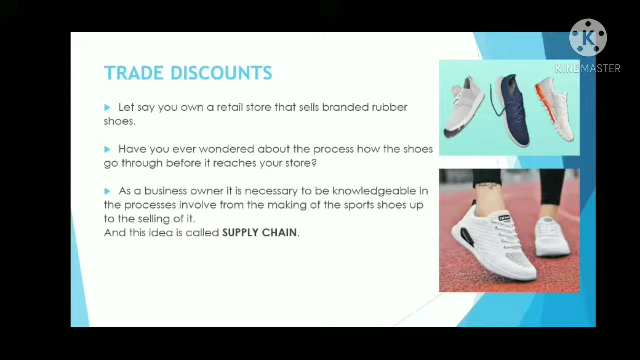 K
KINEMASTER
TRADE DISCOUNTS
Let say you own a retail store that sells branded rubber
shoes.
Have you ever wondered about the process how the shoes
go through before it reaches your store?
As a business owner it is necessary to be knowledgeable in
the processes involve from the making of the sports shoes up
to the selling of it.
And this idea is called SUPPLY CHAIN.